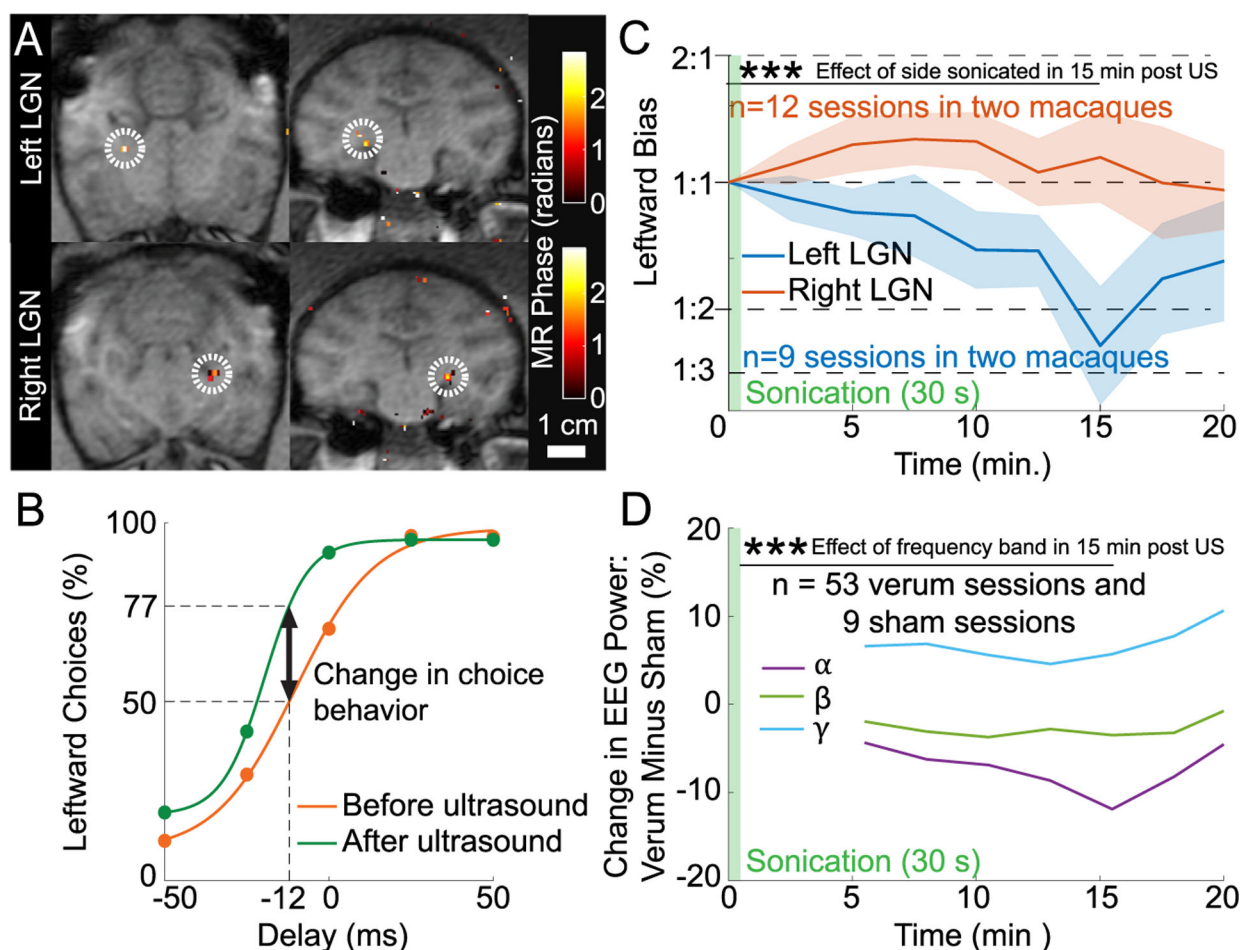 A
Left LGN
Right LGN
2
1
0
2
1
0
MR Phase (radians)
1 cm
B
100
77
50
0
Leftward Choices (%)
Change in choice
behavior
Before ultrasound
After ultrasound
-50
-12
0
50
Delay (ms)
C
2:1
1:1
1:2
1:3
Leftward Bias
*** Effect of side sonicated in 15 min post US
n=12 sessions in two macaques
Left LGN
Right LGN
n=9 sessions in two macaques
Sonication (30 s)
0
5
10
15
20
Time (min.)
D
20
10
0
-10
-20
Change in EEG Power:
Verum Minus Sham (%)
*** Effect of frequency band in 15 min post US
n = 53 verum sessions and
9 sham sessions
α
β
γ
Sonication (30 s)
0
5
10
15
20
Time (min )